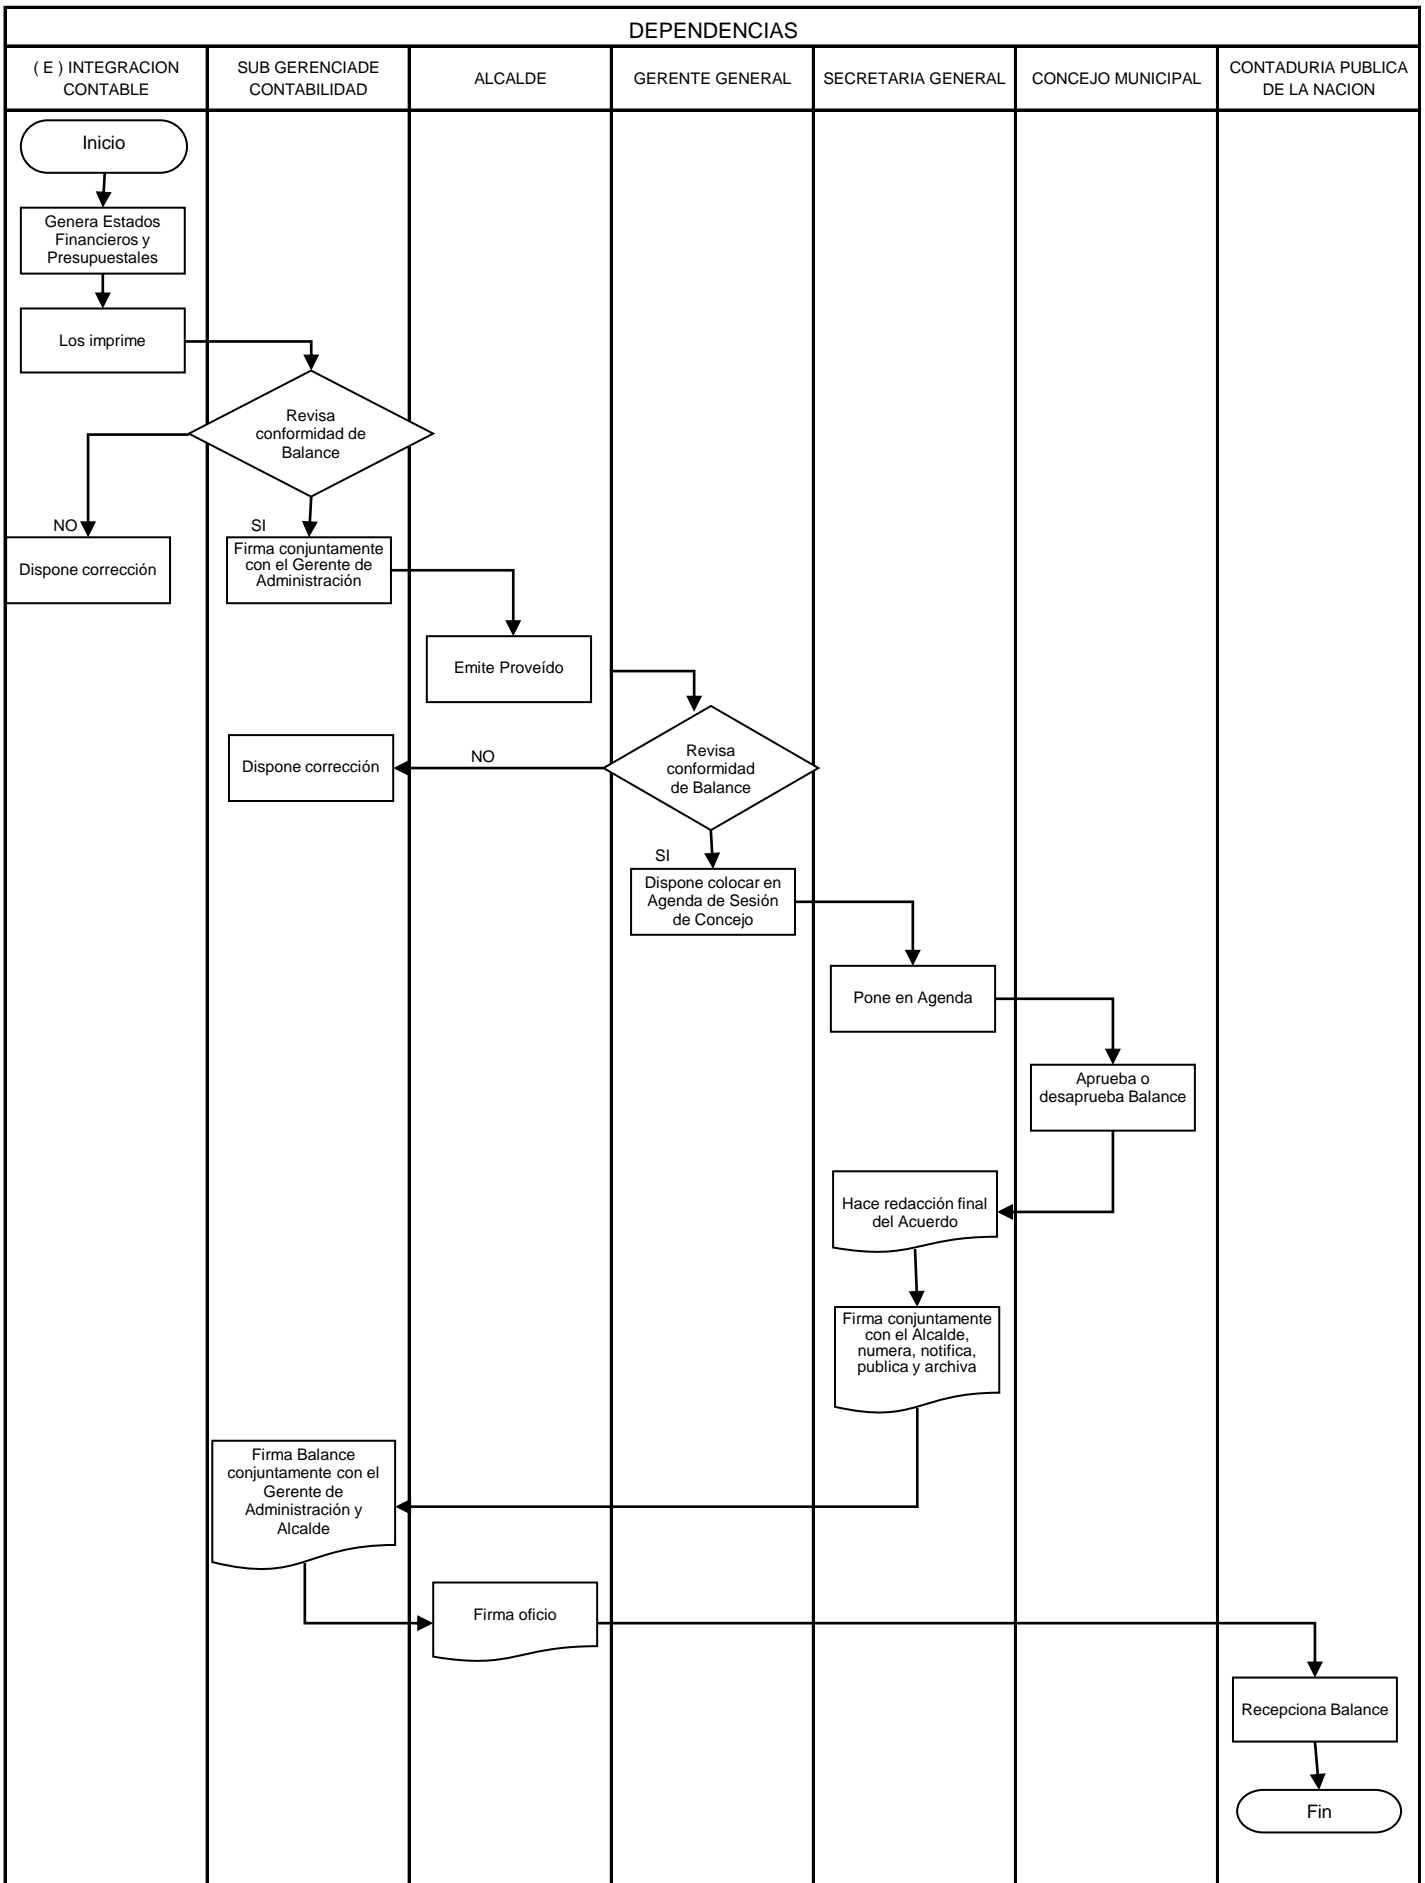 DEPENDENCIAS
( E ) INTEGRACION
CONTABLE
SUB GERENCIADE
CONTABILIDAD
ALCALDE
GERENTE GENERAL
SECRETARIA GENERAL
CONCEJO MUNICIPAL
CONTADURIA PUBLICA
DE LA NACION
Inicio
Genera Estados
Financieros y
Presupuestales
Los imprime
Revisa
conformidad de
Balance
NO
SI
Dispone corrección
Firma conjuntamente
con el Gerente de
Administración
Emite Proveído
Dispone corrección
NO
Revisa
conformidad
de Balance
SI
Dispone colocar en
Agenda de Sesión
de Concejo
Pone en Agenda
Aprueba o
desaprueba Balance
Hace redacción final
del Acuerdo
Firma conjuntamente
con el Alcalde,
numera, notifica,
publica y archiva
Firma Balance
conjuntamente con el
Gerente de
Administración y
Alcalde
Firma oficio
Recepciona Balance
Fin